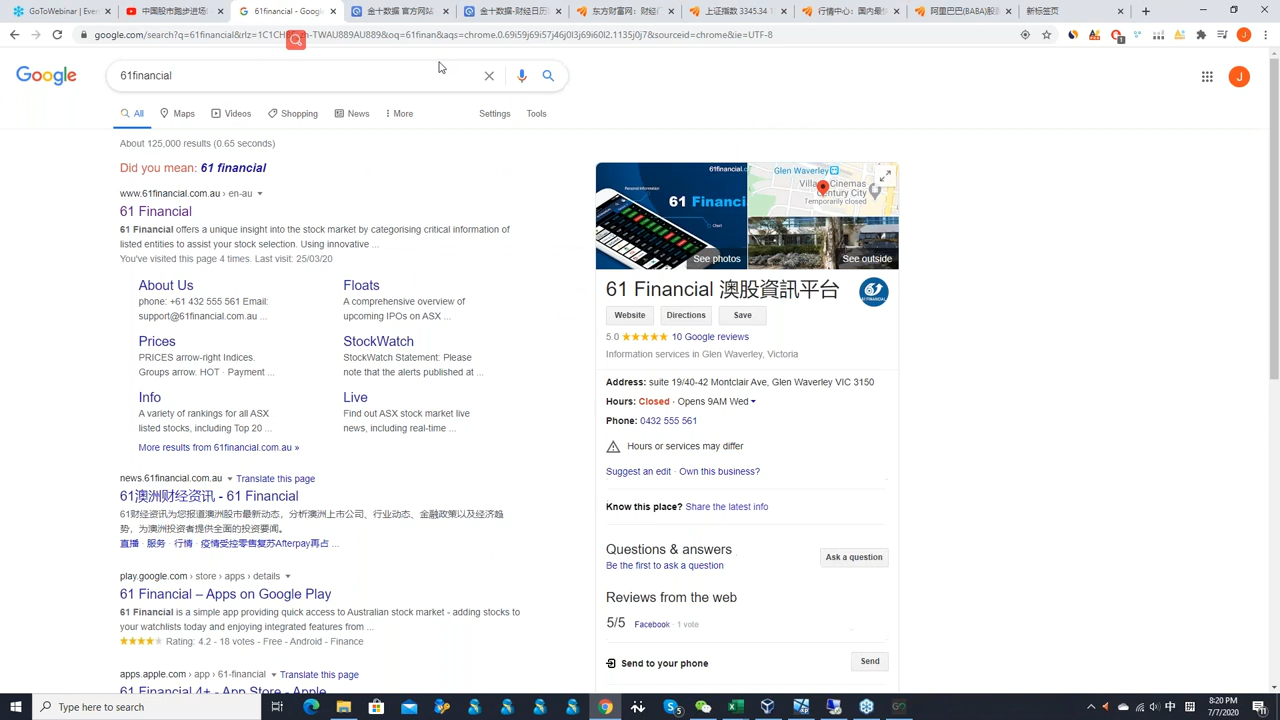 GoToWebinar | Eve
中国股市跑步进场
61financial - Google
金十数据 官方网站
金十数据-财经日历
东方财富网：财经
上证指数 3345.34
行情中心：国内最
阿里巴巴(BABA)股
新标签页
J
Google
61financial
J
All
Maps
Videos
Shopping
News
More
Settings
Tools
About 125,000 results (0.65 seconds)
Did you mean: 61 financial
www.61financial.com.au › en-au
61 Financial
61 Financial offers a unique insight into the stock market by categorising critical information of
listed entities to assist your stock selection. Using innovative ...
You've visited this page 4 times. Last visit: 25/03/20
About Us
phone: +61 432 555 561 Email:
support@61financial.com.au ...
Floats
A comprehensive overview of
upcoming IPOs on ASX ...
Prices
PRICES arrow-right Indices.
Groups arrow. HOT · Payment ...
StockWatch
StockWatch Statement: Please
note that the alerts published at ...
Info
A variety of rankings for all ASX
listed stocks, including Top 20 ...
Live
Find out ASX stock market live
news, including real-time ...
More results from 61financial.com.au »
news.61financial.com.au
Translate this page
61澳洲财经资讯 - 61 Financial
61财经资讯为您报道澳洲股市最新动态，分析澳洲上市公司、行业动态、金融政策以及经济趋
势，为澳洲投资者提供全面的投资要闻。
直播 · 服务 · 行情 · 疫情受控零售复苏Afterpay再占 ...
play.google.com › store › apps › details
61 Financial – Apps on Google Play
61 Financial is a simple app providing quick access to Australian stock market - adding stocks to
your watchlists today and enjoying integrated features from ...
Rating: 4.2 - 18 votes - Free - Android - Finance
apps.apple.com › app › 61-financial
Translate this page
61 Financial 4+ - App Store - Apple
61financial.c
Personal Information
61 Financi
Chart
See photos
Glen Waverley
Villa
Cinemas
Century City
Temporarily closed
See outside
61 Financial 澳股資訊平台
61 FINANCIAL
Website
Directions
Save
5.0
10 Google reviews
Information services in Glen Waverley, Victoria
Address: suite 19/40-42 Montclair Ave, Glen Waverley VIC 3150
Hours: Closed · Opens 9AM Wed
Phone: 0432 555 561
Hours or services may differ
Suggest an edit · Own this business?
Know this place? Share the latest info
Questions & answers
Be the first to ask a question
Ask a question
Reviews from the web
5/5
Facebook · 1 vote
Send to your phone
Send
Type here to search
中
8:20 PM
7/7/2020